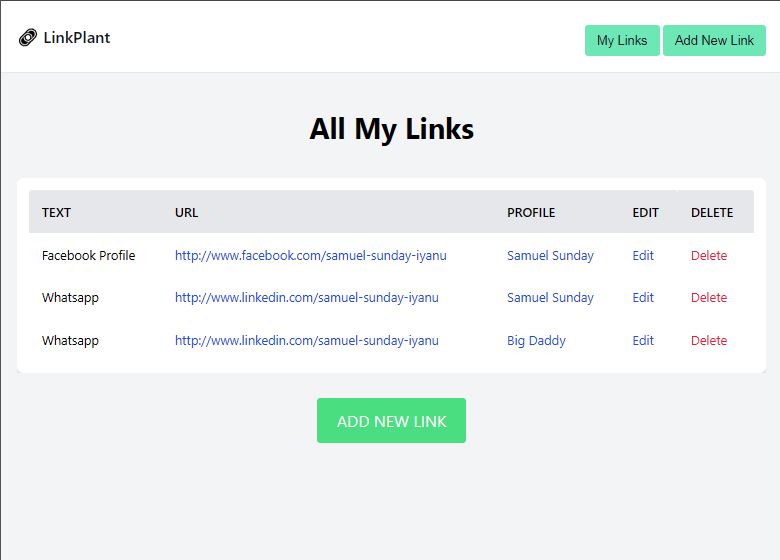 LinkPlant My Links Add New Link
All My Links
TEXT URL PROFILE EDIT DELETE
Facebook Profile http://www.facebook.com/samuel-sunday-iyanu Samuel Sunday Edit Delete
Whatsapp http://www.linkedin.com/samuel-sunday-iyanu Samuel Sunday Edit Delete
Whatsapp http://www.linkedin.com/samuel-sunday-iyanu Big Daddy Edit Delete
ADD NEW LINK